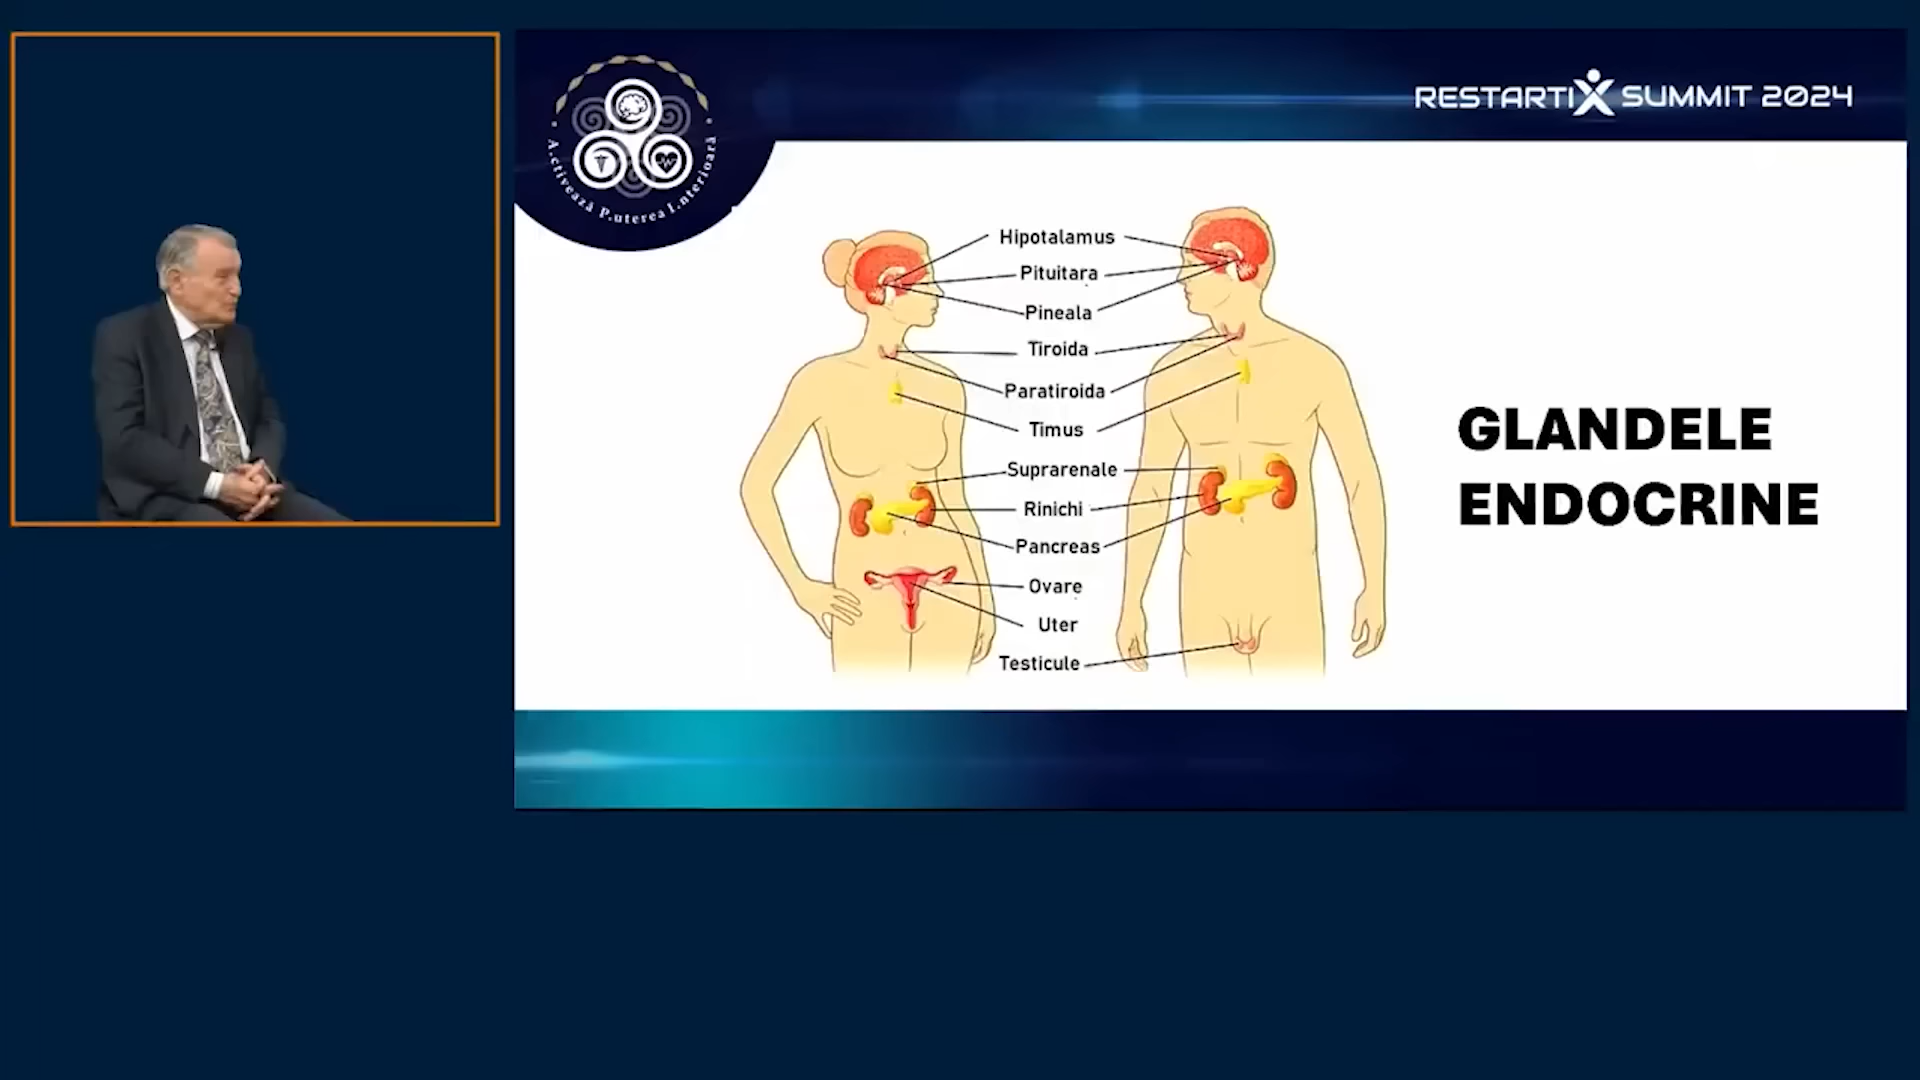 A.ctivează P.uterea I.nterioară
RESTARTIX SUMMIT 2024
Hipotalamus
Pituitara
Pineala
Tiroida
Paratiroida
Timus
Suprarenale
Rinichi
Pancreas
Ovare
Uter
Testicule
GLANDELE
ENDOCRINE